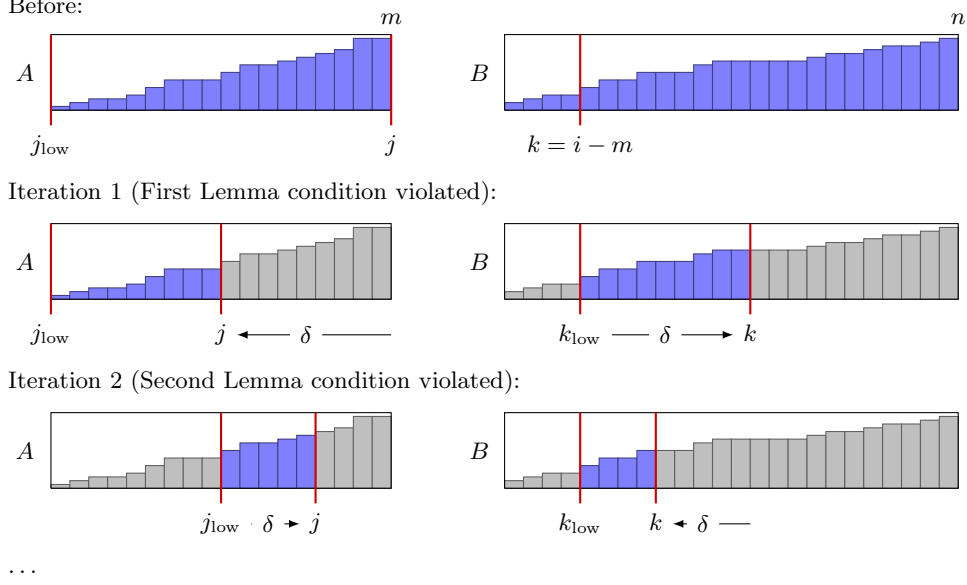 Before:
m n
A B
j_low j k = i − m
Iteration 1 (First Lemma condition violated):
A B
j_low j δ k_low δ k
Iteration 2 (Second Lemma condition violated):
A B
j_low δ j k_low k δ
...